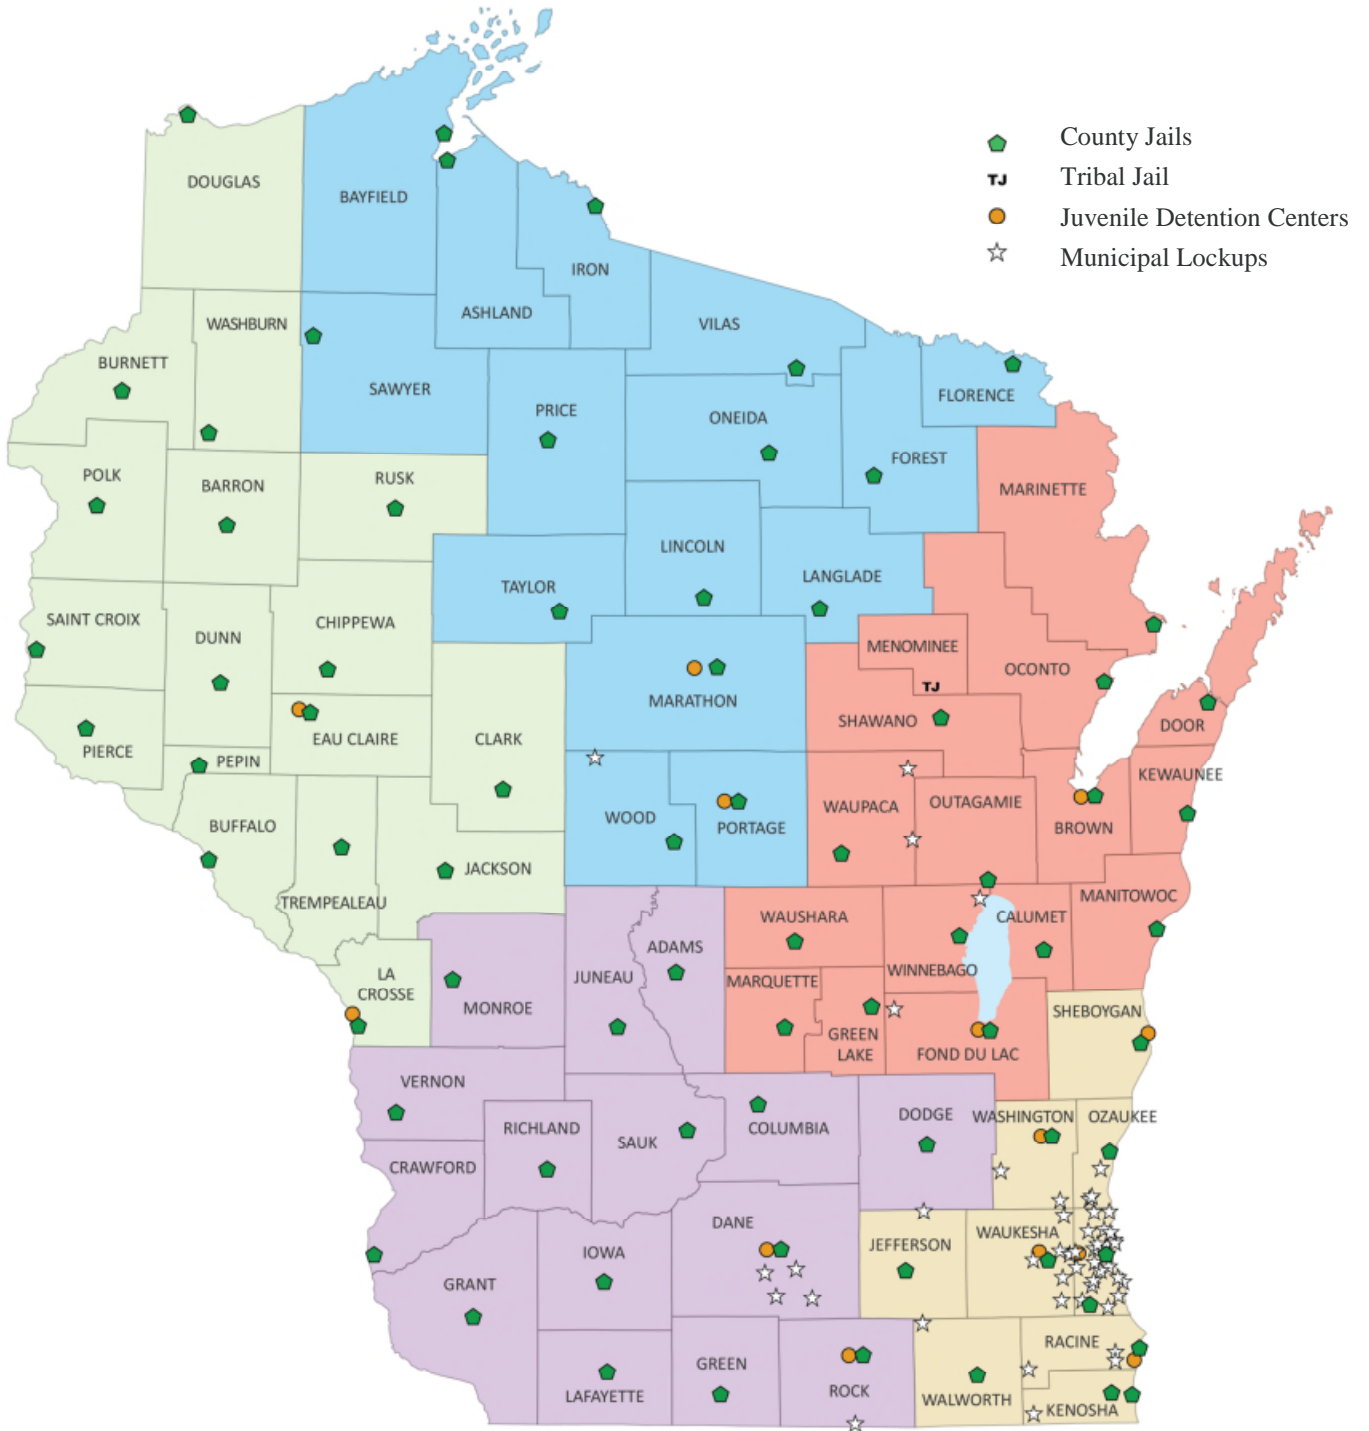 County Jails
TJ Tribal Jail
Juvenile Detention Centers
Municipal Lockups
DOUGLAS
BAYFIELD
IRON
ASHLAND
WASHBURN
VILAS
BURNETT
SAWYER
FLORENCE
PRICE
ONEIDA
FOREST
POLK
BARRON
RUSK
MARINETTE
LINCOLN
LANGLADE
TAYLOR
SAINT CROIX
CHIPPEWA
DUNN
MENOMINEE
OCONTO
TJ
MARATHON
SHAWANO
DOOR
PIERCE
EAU CLAIRE
CLARK
PEPIN
KEWAUNEE
OUTAGAMIE
WAUPACA
WOOD
PORTAGE
BROWN
BUFFALO
JACKSON
TREMPEALEAU
MANITOWOC
WAUSHARA
CALUMET
ADAMS
JUNEAU
LA
CROSSE
WINNEBAGO
MARQUETTE
MONROE
SHEBOYGAN
GREEN
LAKE
FOND DU LAC
VERNON
DODGE
WASHINGTON
OZAUKEE
RICHLAND
SAUK
COLUMBIA
CRAWFORD
DANE
WAUKESHA
JEFFERSON
IOWA
GRANT
RACINE
GREEN
LAFAYETTE
ROCK
WALWORTH
KENOSHA